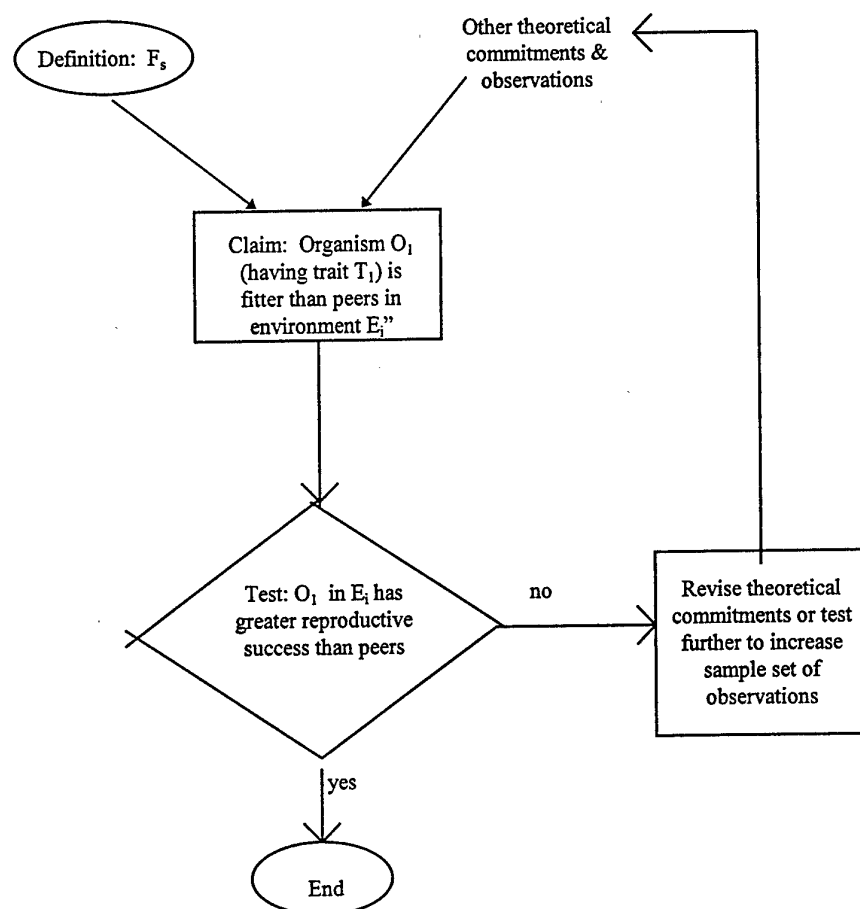 Definition: Fₛ
Other theoretical
commitments &
observations
Claim: Organism O₁
(having trait T₁) is
fitter than peers in
environment Eᵢ”
Test: O₁ in Eᵢ has
greater reproductive
success than peers
no
Revise theoretical
commitments or test
further to increase
sample set of
observations
yes
End